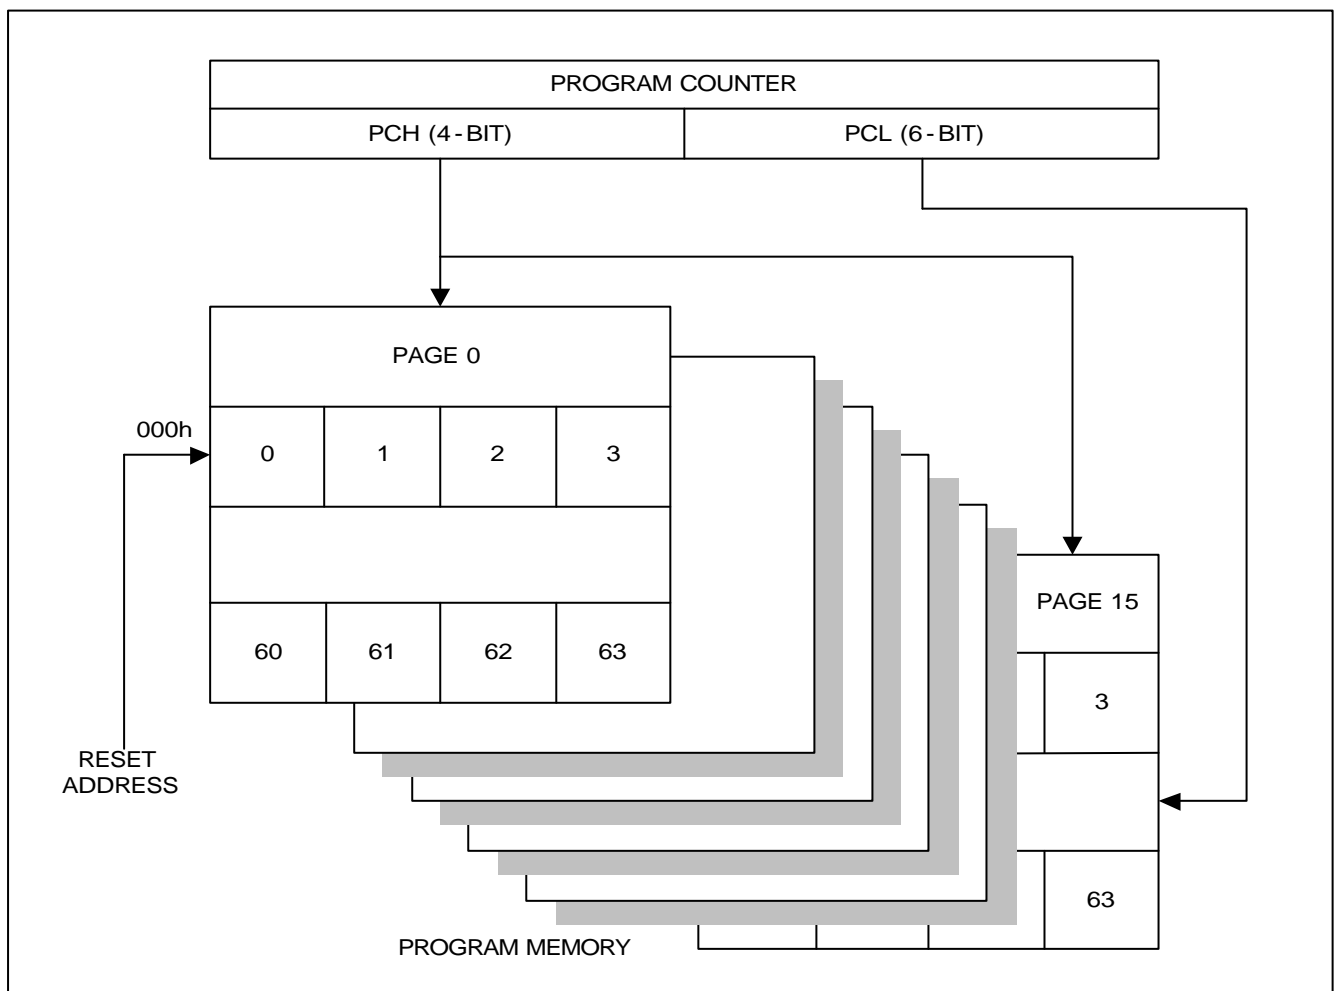 PROGRAM COUNTER
PCH (4-BIT)
PCL (6-BIT)
PAGE 0
000h
0
1
2
3
PAGE 15
60
61
62
63
3
RESET
ADDRESS
63
PROGRAM MEMORY